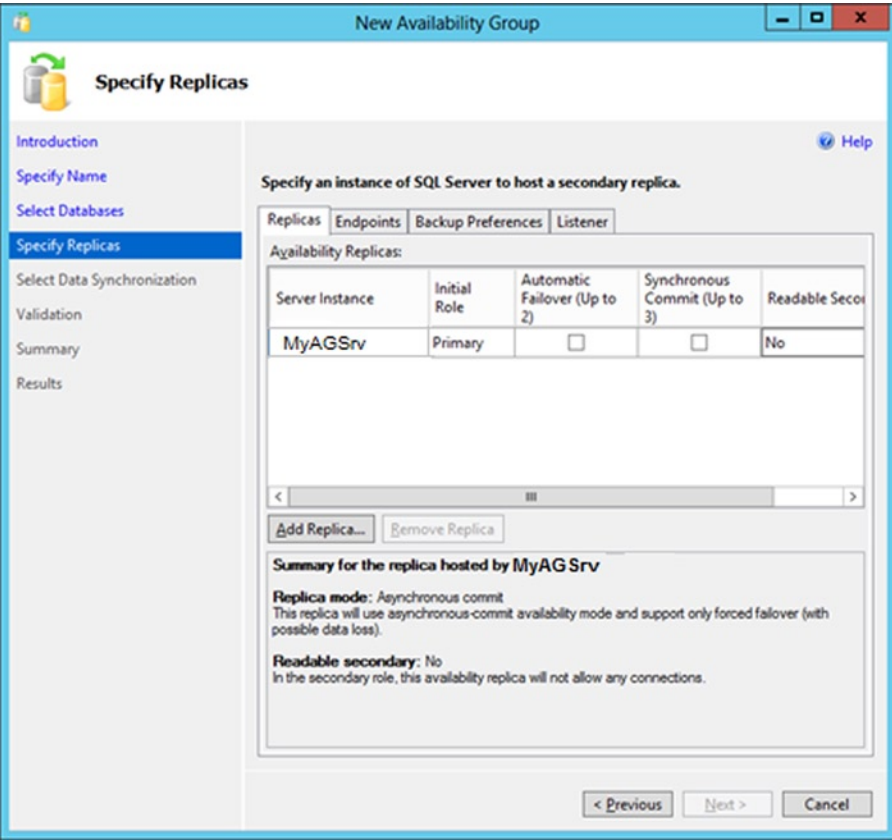 New Availability Group
Specify Replicas
Introduction
Specify Name
Select Databases
Specify Replicas
Select Data Synchronization
Validation
Summary
Results
Help
Specify an instance of SQL Server to host a secondary replica.
Replicas Endpoints Backup Preferences Listener
Availability Replicas:
Server Instance
Initial
Role
Automatic
Failover (Up to
2)
Synchronous
Commit (Up to
3)
Readable Secon
MyAGSrv Primary No
Add Replica... Remove Replica
Summary for the replica hosted by MyAGSrv
Replica mode: Asynchronous commit
This replica will use asynchronous-commit availability mode and support only forced failover (with
possible data loss).
Readable secondary: No
In the secondary role, this availability replica will not allow any connections.
< Previous Next > Cancel